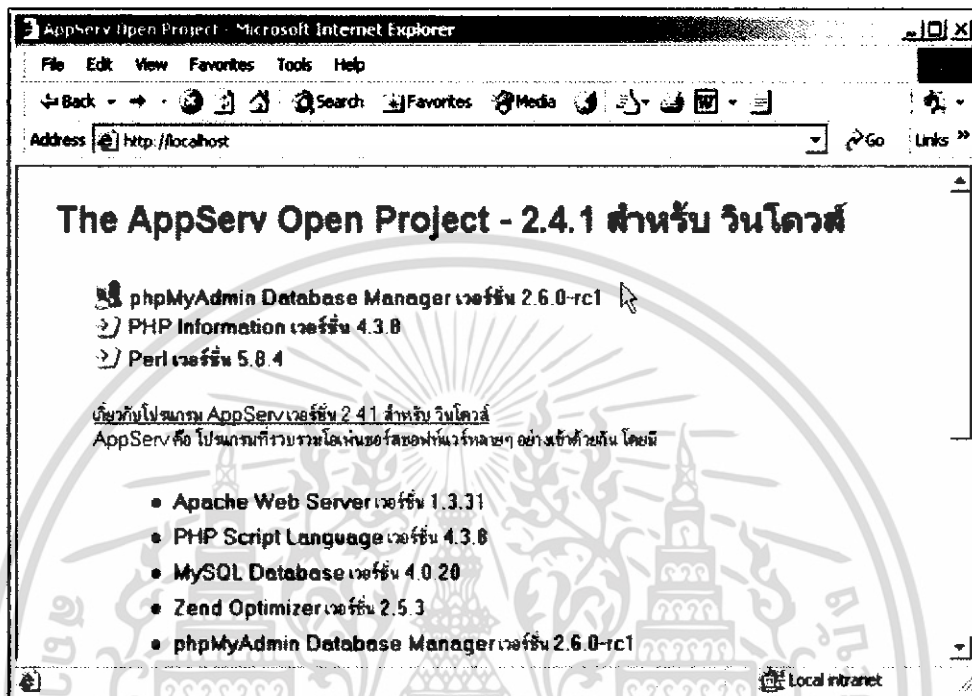 AppServ Open Project - Microsoft Internet Explorer
File Edit View Favorites Tools Help
Back Search Favorites Media
Address http://localhost Go Links »
The AppServ Open Project - 2.4.1 สำหรับ วินโดวส์
phpMyAdmin Database Manager เวอร์ชั่น 2.6.0-rc1
PHP Information เวอร์ชั่น 4.3.8
Perl เวอร์ชั่น 5.8.4
เกี่ยวกับโปรแกรม AppServ เวอร์ชั่น 2.4.1 สำหรับ วินโดวส์
AppServ คือ โปรแกรมที่รวบรวมโอเพ่นซอร์สซอฟท์แวร์หลายๆ อย่างเข้าด้วยกัน โดยมี
• Apache Web Server เวอร์ชั่น 1.3.31
• PHP Script Language เวอร์ชั่น 4.3.8
• MySQL Database เวอร์ชั่น 4.0.20
• Zend Optimizer เวอร์ชั่น 2.5.3
• phpMyAdmin Database Manager เวอร์ชั่น 2.6.0-rc1
Local intranet